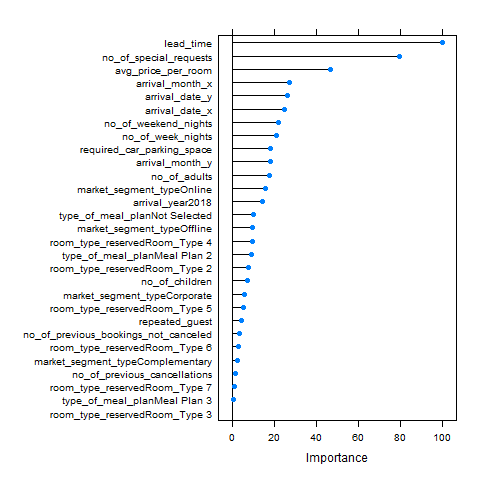 lead_time
no_of_special_requests
avg_price_per_room
arrival_month_x
arrival_date_y
arrival_date_x
no_of_weekend_nights
no_of_week_nights
required_car_parking_space
arrival_month_y
no_of_adults
market_segment_typeOnline
arrival_year2018
type_of_meal_planNot Selected
market_segment_typeOffline
room_type_reservedRoom_Type 4
type_of_meal_planMeal Plan 2
room_type_reservedRoom_Type 2
no_of_children
market_segment_typeCorporate
room_type_reservedRoom_Type 5
repeated_guest
no_of_previous_bookings_not_canceled
room_type_reservedRoom_Type 6
market_segment_typeComplementary
no_of_previous_cancellations
room_type_reservedRoom_Type 7
type_of_meal_planMeal Plan 3
room_type_reservedRoom_Type 3
0 20 40 60 80 100
Importance